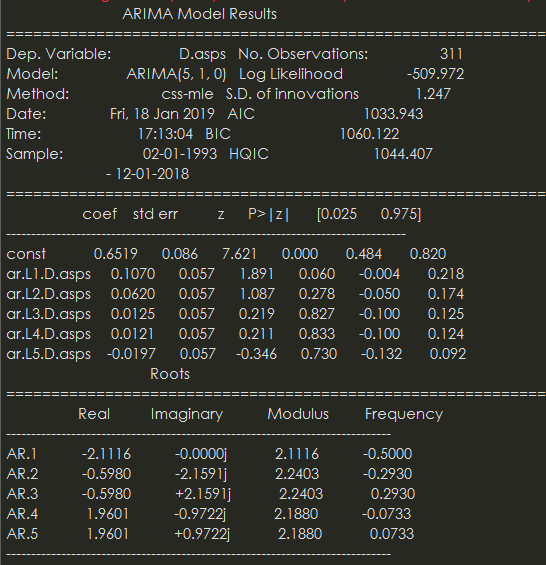 ARIMA Model Results
==============================================================================
Dep. Variable: D.asps No. Observations: 311
Model: ARIMA(5, 1, 0) Log Likelihood -509.972
Method: css-mle S.D. of innovations 1.247
Date: Fri, 18 Jan 2019 AIC 1033.943
Time: 17:13:04 BIC 1060.122
Sample: 02-01-1993 HQIC 1044.407
- 12-01-2018
==============================================================================
coef std err z P>|z| [0.025 0.975]
--------------------------------------------------------------------------------
const 0.6519 0.086 7.621 0.000 0.484 0.820
ar.L1.D.asps 0.1070 0.057 1.891 0.060 -0.004 0.218
ar.L2.D.asps 0.0620 0.057 1.087 0.278 -0.050 0.174
ar.L3.D.asps 0.0125 0.057 0.219 0.827 -0.100 0.125
ar.L4.D.asps 0.0121 0.057 0.211 0.833 -0.100 0.124
ar.L5.D.asps -0.0197 0.057 -0.346 0.730 -0.132 0.092
Roots
==============================================================================
Real Imaginary Modulus Frequency
--------------------------------------------------------------------------------
AR.1 -2.1116 -0.0000j 2.1116 -0.5000
AR.2 -0.5980 -2.1591j 2.2403 -0.2930
AR.3 -0.5980 +2.1591j 2.2403 0.2930
AR.4 1.9601 -0.9722j 2.1880 -0.0733
AR.5 1.9601 +0.9722j 2.1880 0.0733
--------------------------------------------------------------------------------